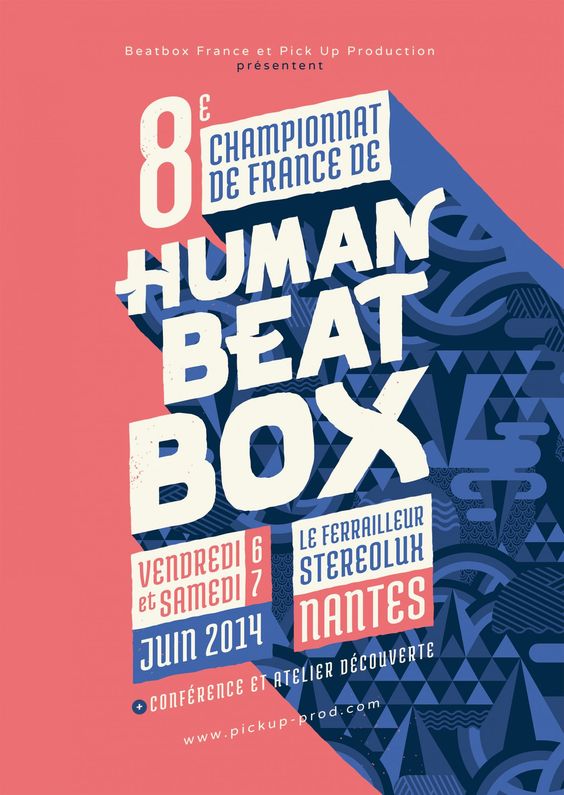 Beatbox France et Pick Up Production
présentent
8E CHAMPIONNAT
DE FRANCE DE
HUMAN
BEAT
BOX
VENDREDI 6
et SAMEDI 7
JUIN 2014
LE FERRAILLEUR
STEREOLUX
NANTES
+ CONFÉRENCE ET ATELIER DÉCOUVERTE
www.pickup-prod.com